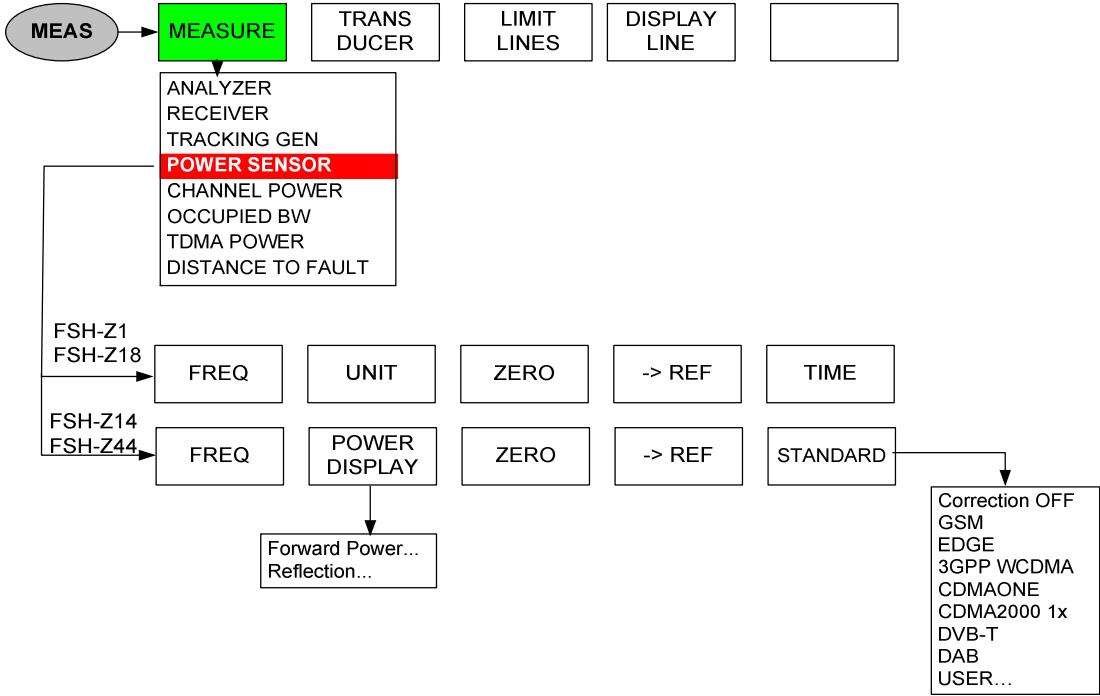 MEAS
MEASURE
TRANS
DUCER
LIMIT
LINES
DISPLAY
LINE
ANALYZER
RECEIVER
TRACKING GEN
POWER SENSOR
CHANNEL POWER
OCCUPIED BW
TDMA POWER
DISTANCE TO FAULT
FSH-Z1
FSH-Z18
FREQ
UNIT
ZERO
-> REF
TIME
FSH-Z14
FSH-Z44
FREQ
POWER
DISPLAY
ZERO
-> REF
STANDARD
Forward Power...
Reflection...
Correction OFF
GSM
EDGE
3GPP WCDMA
CDMAONE
CDMA2000 1x
DVB-T
DAB
USER...